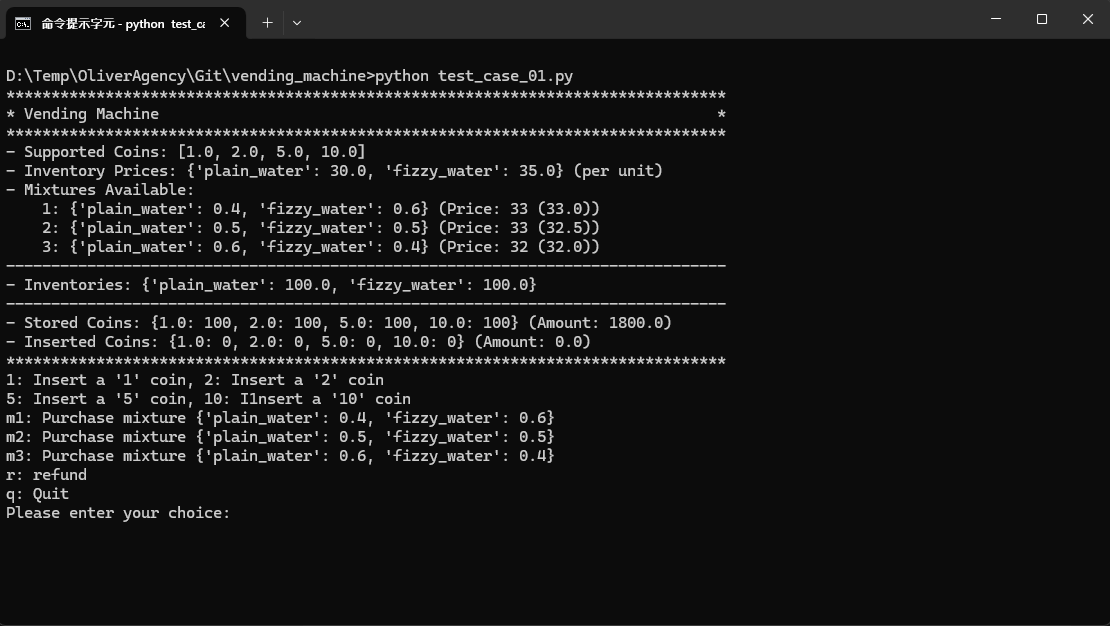 命令提示字元 - python test_ca
D:\Temp\OliverAgency\Git\vending_machine>python test_case_01.py
********************************************************************************
* Vending Machine                                                              *
********************************************************************************
- Supported Coins: [1.0, 2.0, 5.0, 10.0]
- Inventory Prices: {'plain_water': 30.0, 'fizzy_water': 35.0} (per unit)
- Mixtures Available:
    1: {'plain_water': 0.4, 'fizzy_water': 0.6} (Price: 33 (33.0))
    2: {'plain_water': 0.5, 'fizzy_water': 0.5} (Price: 33 (32.5))
    3: {'plain_water': 0.6, 'fizzy_water': 0.4} (Price: 32 (32.0))
--------------------------------------------------------------------------------
- Inventories: {'plain_water': 100.0, 'fizzy_water': 100.0}
--------------------------------------------------------------------------------
- Stored Coins: {1.0: 100, 2.0: 100, 5.0: 100, 10.0: 100} (Amount: 1800.0)
- Inserted Coins: {1.0: 0, 2.0: 0, 5.0: 0, 10.0: 0} (Amount: 0.0)
********************************************************************************
1: Insert a '1' coin, 2: Insert a '2' coin
5: Insert a '5' coin, 10: I1nsert a '10' coin
m1: Purchase mixture {'plain_water': 0.4, 'fizzy_water': 0.6}
m2: Purchase mixture {'plain_water': 0.5, 'fizzy_water': 0.5}
m3: Purchase mixture {'plain_water': 0.6, 'fizzy_water': 0.4}
r: refund
q: Quit
Please enter your choice: